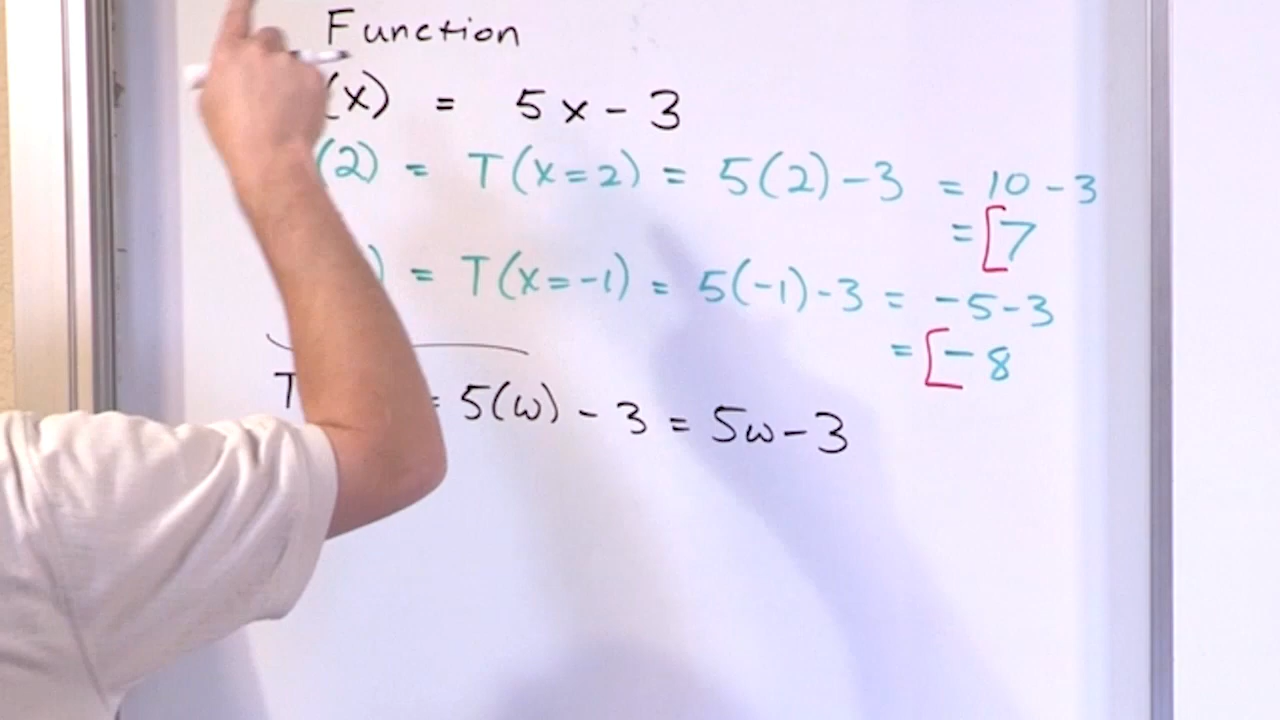 Function
(x) = 5x - 3
(2) = T(x=2) = 5(2)-3 = 10-3
= [7
) = T(x=-1) = 5(-1)-3 = -5-3
= [-8
T = 5(w) - 3 = 5w-3